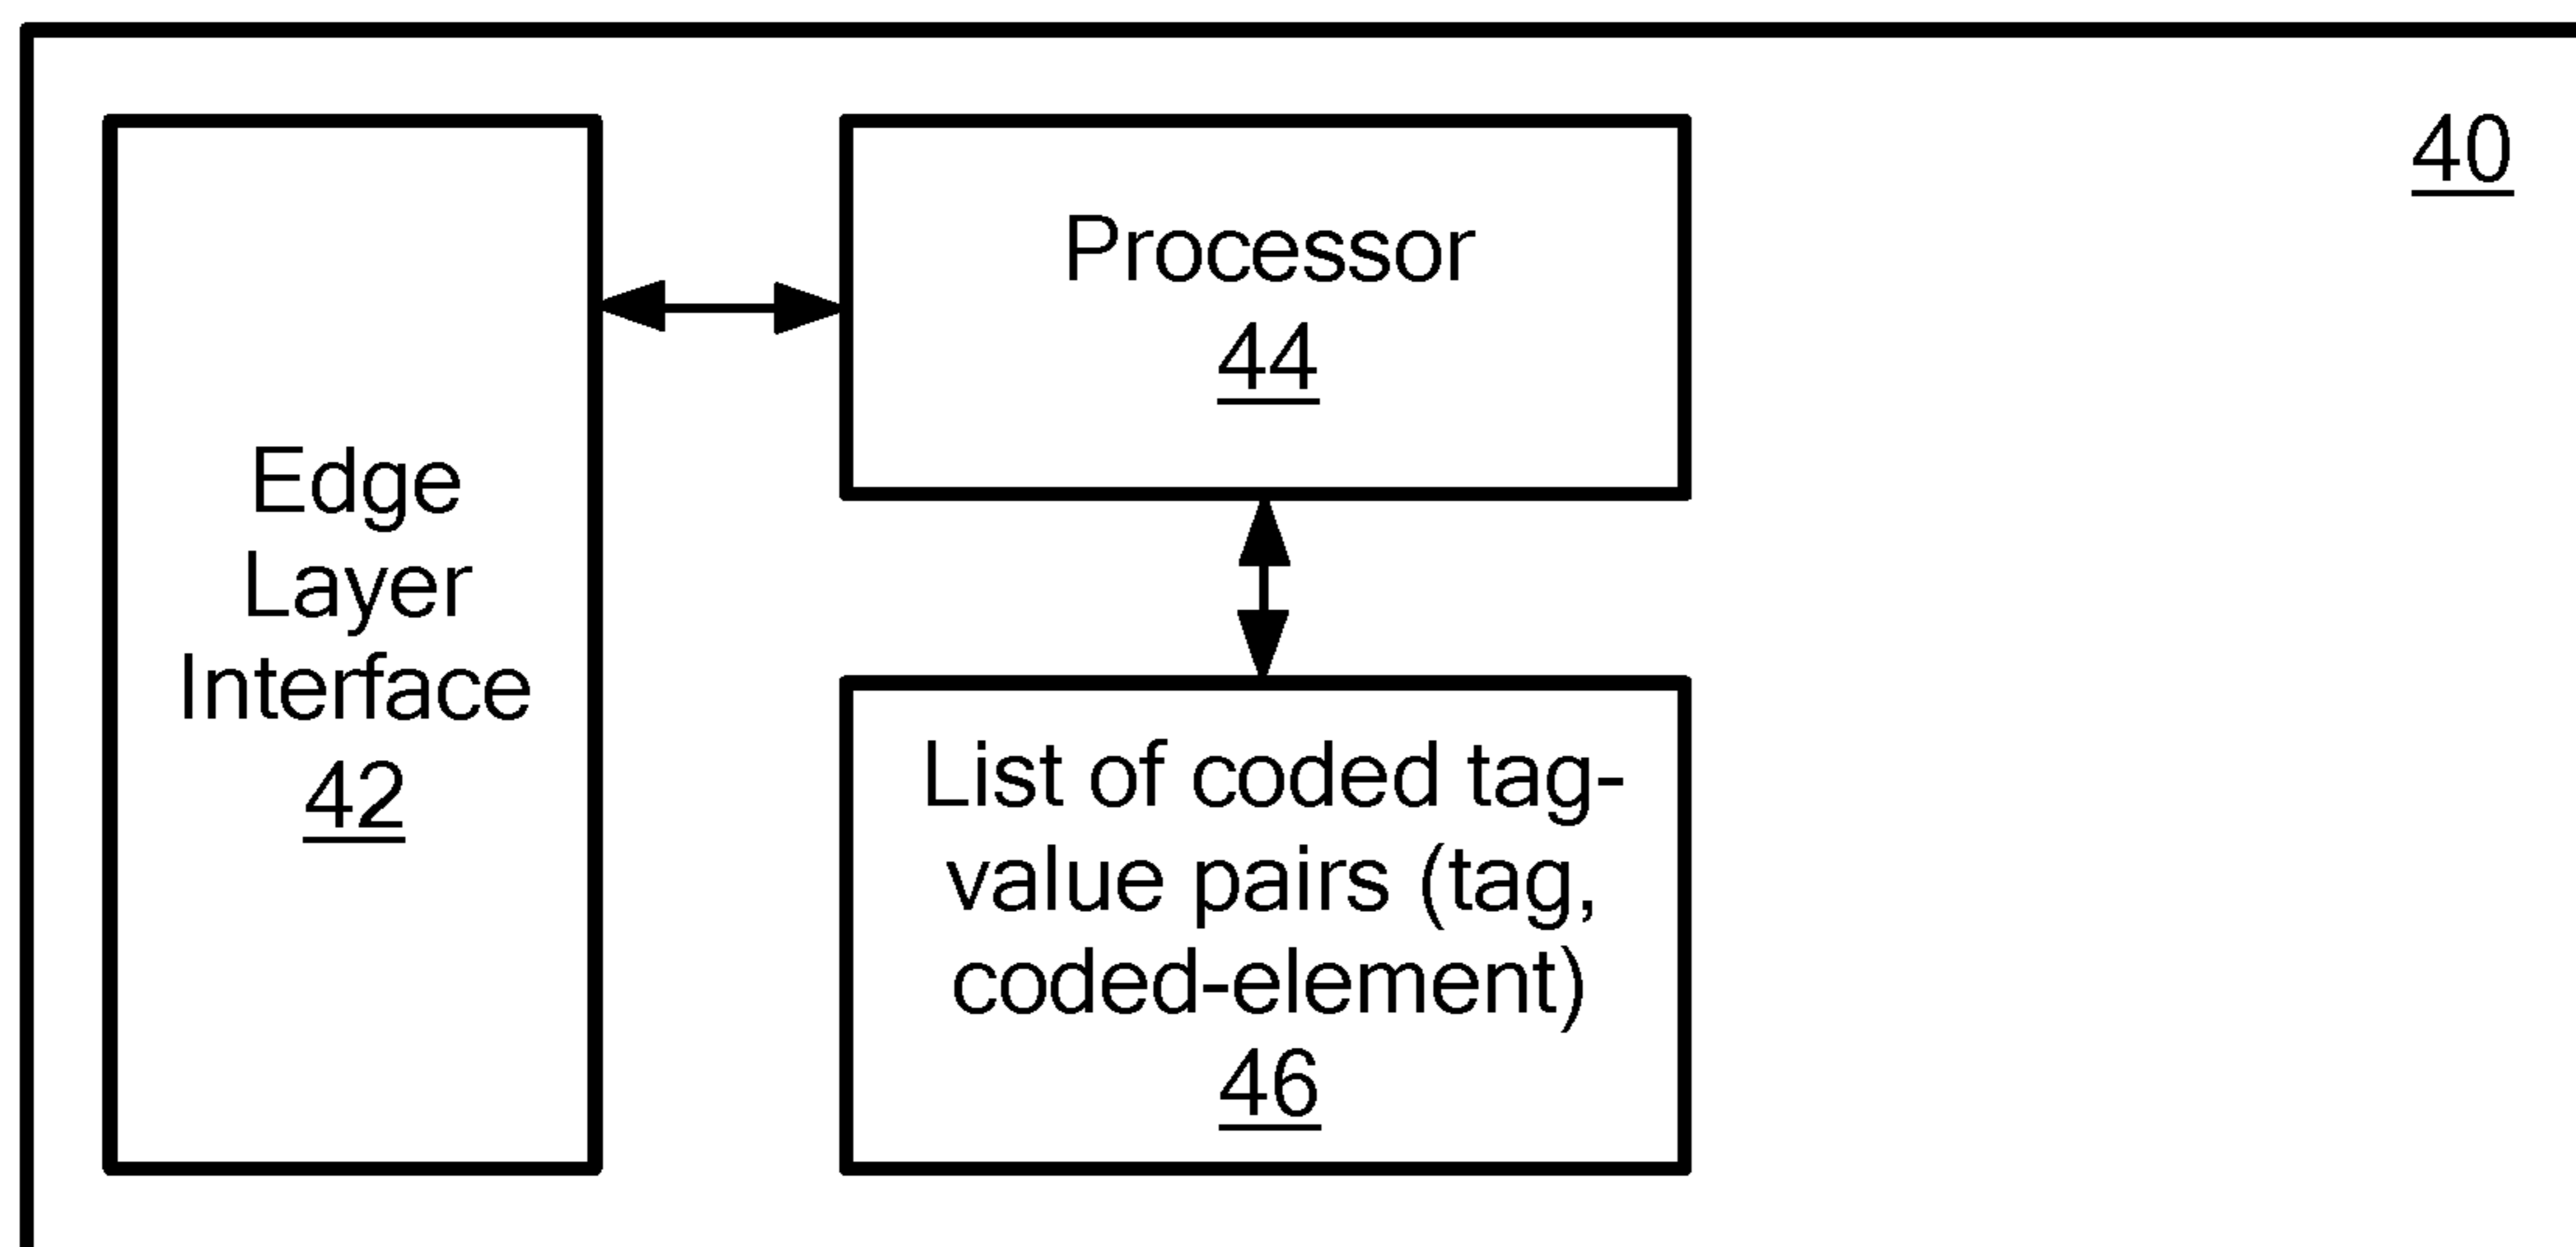 40
Processor
44
Edge
Layer
Interface
42
List of coded tag-
value pairs (tag,
coded-element)
46